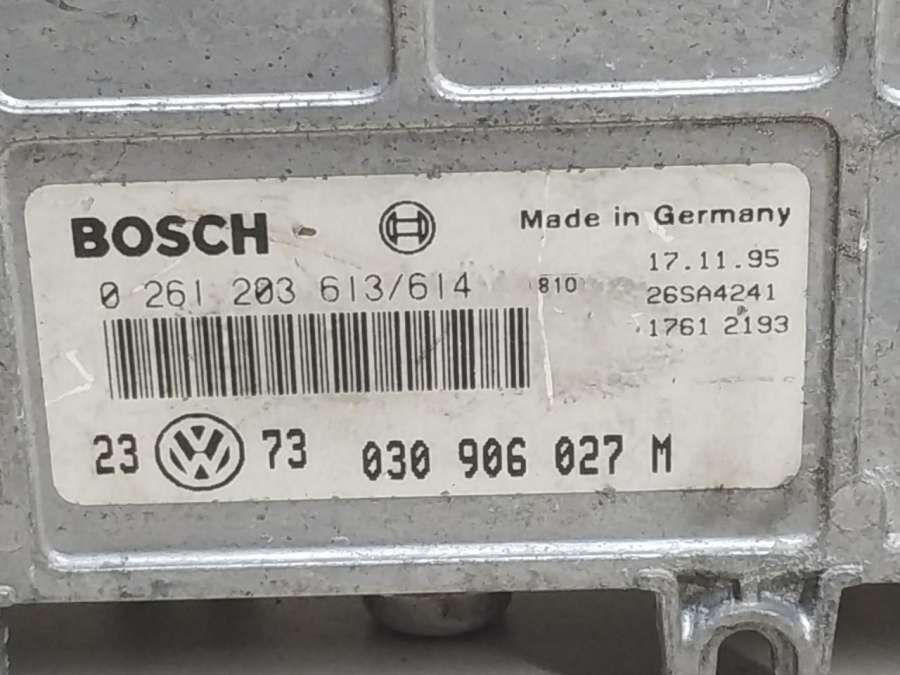 BOSCH
Made in Germany
0 261 203 613/614
810
17.11.95
26SA4241
1761 2193
23 VW 73 030 906 027 M